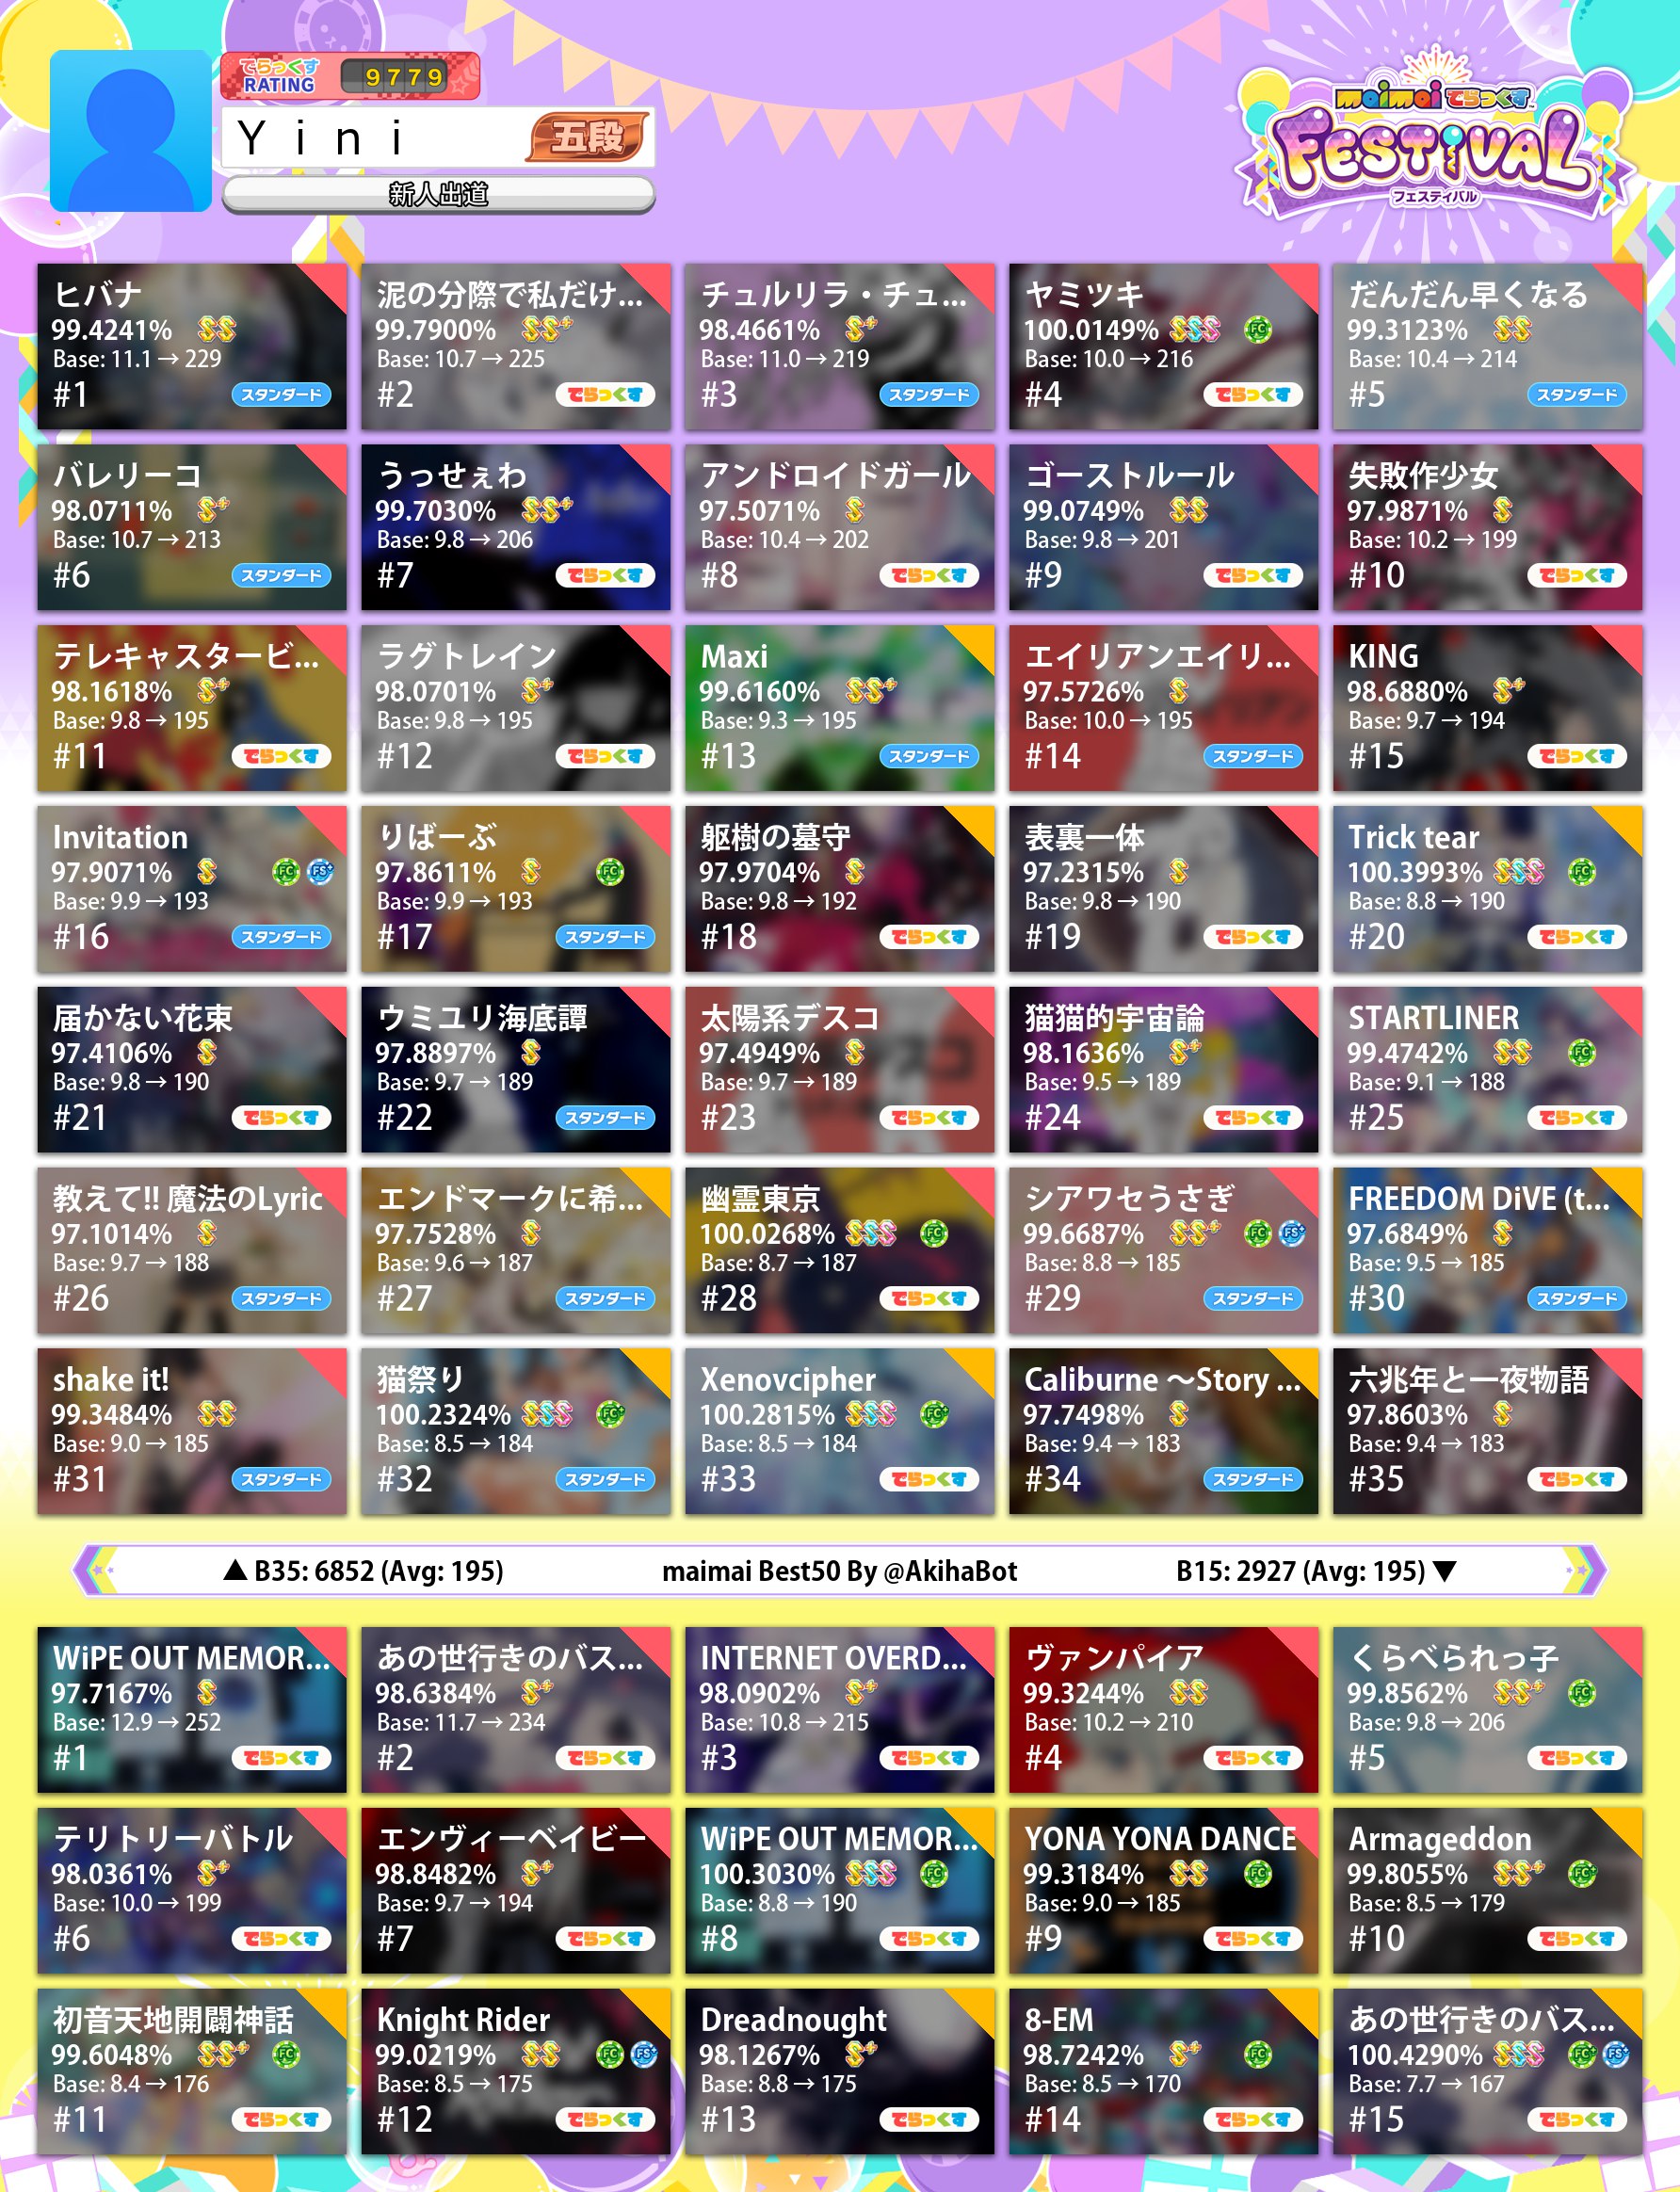 でらっくす
RATING
9779
maimai でらっくす
FESTiVAL
フェスティバル
Yini
五段
新人出道
ヒバナ
99.4241% SS
Base: 11.1 → 229
#1 スタンダード
泥の分際で私だけ...
99.7900% SS+
Base: 10.7 → 225
#2 でらっくす
チュルリラ・チュ...
98.4661% S+
Base: 11.0 → 219
#3 スタンダード
ヤミツキ
100.0149% SSS FC
Base: 10.0 → 216
#4 でらっくす
だんだん早くなる
99.3123% SS
Base: 10.4 → 214
#5 スタンダード
バレリーコ
98.0711% S+
Base: 10.7 → 213
#6 スタンダード
うっせぇわ
99.7030% SS+
Base: 9.8 → 206
#7 でらっくす
アンドロイドガール
97.5071% S
Base: 10.4 → 202
#8 でらっくす
ゴーストルール
99.0749% SS
Base: 9.8 → 201
#9 でらっくす
失敗作少女
97.9871% S
Base: 10.2 → 199
#10 でらっくす
テレキャスタービ...
98.1618% S+
Base: 9.8 → 195
#11 でらっくす
ラグトレイン
98.0701% S+
Base: 9.8 → 195
#12 でらっくす
Maxi
99.6160% SS+
Base: 9.3 → 195
#13 スタンダード
エイリアンエイリ...
97.5726% S
Base: 10.0 → 195
#14 スタンダード
KING
98.6880% S+
Base: 9.7 → 194
#15 でらっくす
Invitation
97.9071% S FC FS+
Base: 9.9 → 193
#16 スタンダード
りばーぶ
97.8611% S FC
Base: 9.9 → 193
#17 スタンダード
躯樹の墓守
97.9704% S
Base: 9.8 → 192
#18 でらっくす
表裏一体
97.2315% S
Base: 9.8 → 190
#19 でらっくす
Trick tear
100.3993% SSS FC
Base: 8.8 → 190
#20 でらっくす
届かない花束
97.4106% S
Base: 9.8 → 190
#21 でらっくす
ウミユリ海底譚
97.8897% S
Base: 9.7 → 189
#22 スタンダード
太陽系デスコ
97.4949% S
Base: 9.7 → 189
#23 でらっくす
猫猫的宇宙論
98.1636% S+
Base: 9.5 → 189
#24 でらっくす
STARTLINER
99.4742% SS FC
Base: 9.1 → 188
#25 でらっくす
教えて!! 魔法のLyric
97.1014% S
Base: 9.7 → 188
#26 スタンダード
エンドマークに希...
97.7528% S
Base: 9.6 → 187
#27 スタンダード
幽霊東京
100.0268% SSS FC
Base: 8.7 → 187
#28 でらっくす
シアワセうさぎ
99.6687% SS+ FC FS+
Base: 8.8 → 185
#29 スタンダード
FREEDOM DiVE (t...
97.6849% S
Base: 9.5 → 185
#30 スタンダード
shake it!
99.3484% SS
Base: 9.0 → 185
#31 スタンダード
猫祭り
100.2324% SSS FC+
Base: 8.5 → 184
#32 スタンダード
Xenovcipher
100.2815% SSS FC+
Base: 8.5 → 184
#33 でらっくす
Caliburne ～Story ...
97.7498% S
Base: 9.4 → 183
#34 スタンダード
六兆年と一夜物語
97.8603% S
Base: 9.4 → 183
#35 でらっくす
▲ B35: 6852 (Avg: 195) maimai Best50 By @AkihaBot B15: 2927 (Avg: 195) ▼
WiPE OUT MEMOR...
97.7167% S
Base: 12.9 → 252
#1 でらっくす
あの世行きのバス...
98.6384% S+
Base: 11.7 → 234
#2 でらっくす
INTERNET OVERD...
98.0902% S+
Base: 10.8 → 215
#3 でらっくす
ヴァンパイア
99.3244% SS
Base: 10.2 → 210
#4 でらっくす
くらべられっ子
99.8562% SS+ FC
Base: 9.8 → 206
#5 でらっくす
テリトリーバトル
98.0361% S+
Base: 10.0 → 199
#6 でらっくす
エンヴィーベイビー
98.8482% S+
Base: 9.7 → 194
#7 でらっくす
WiPE OUT MEMOR...
100.3030% SSS FC
Base: 8.8 → 190
#8 でらっくす
YONA YONA DANCE
99.3184% SS FC
Base: 9.0 → 185
#9 でらっくす
Armageddon
99.8055% SS+ FC+
Base: 8.5 → 179
#10 でらっくす
初音天地開闢神話
99.6048% SS+ FC
Base: 8.4 → 176
#11 でらっくす
Knight Rider
99.0219% SS FC FS+
Base: 8.5 → 175
#12 でらっくす
Dreadnought
98.1267% S+
Base: 8.8 → 175
#13 でらっくす
8-EM
98.7242% S+ FC
Base: 8.5 → 170
#14 でらっくす
あの世行きのバス...
100.4290% SSS FC+ FS+
Base: 7.7 → 167
#15 でらっくす